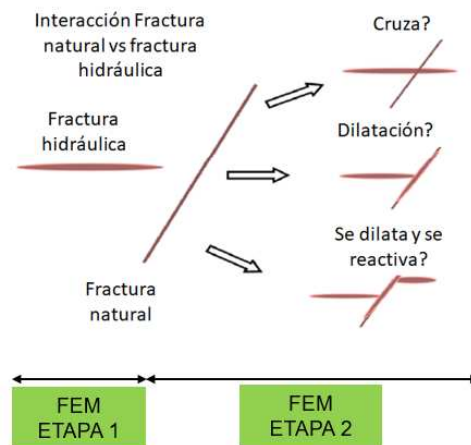 Interacción Fractura
natural vs fractura
hidráulica
Fractura
hidráulica
Fractura
natural
Cruza?
Dilatación?
Se dilata y se
reactiva?
FEM
ETAPA 1
FEM
ETAPA 2